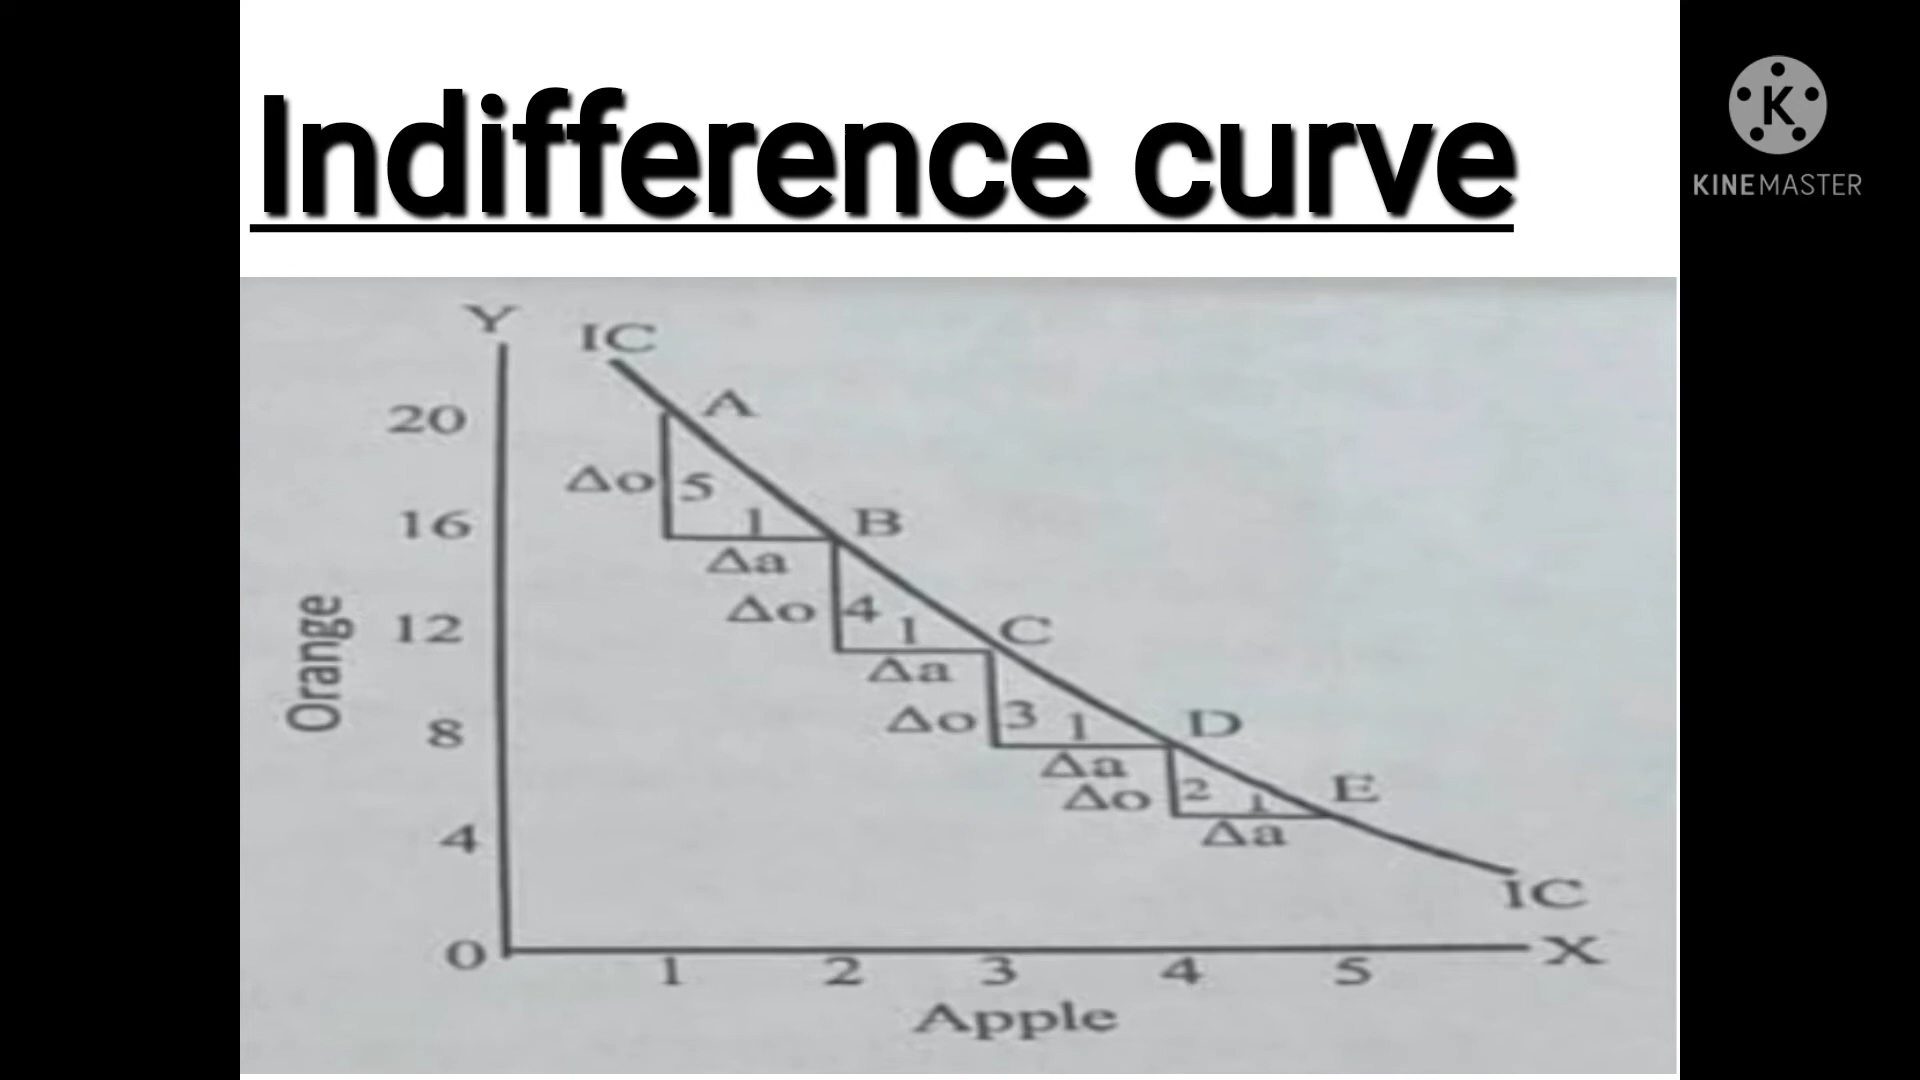 Indifference curve
K
KINEMASTER
Y
IC
20
A
Δo 5
1
16
B
Δa
Δo 4
1
12
C
Δa
Orange
Δo 3
1
8
D
Δa
Δo 2
1
E
4
Δa
IC
0
X
1 2 3 4 5
Apple